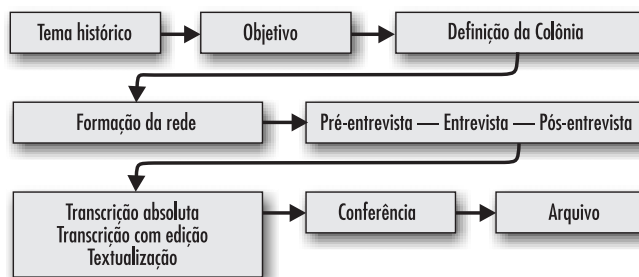 Tema histórico
Objetivo
Definição da Colônia
Formação da rede
Pré-entrevista — Entrevista — Pós-entrevista
Transcrição absoluta
Transcrição com edição
Textualização
Conferência
Arquivo